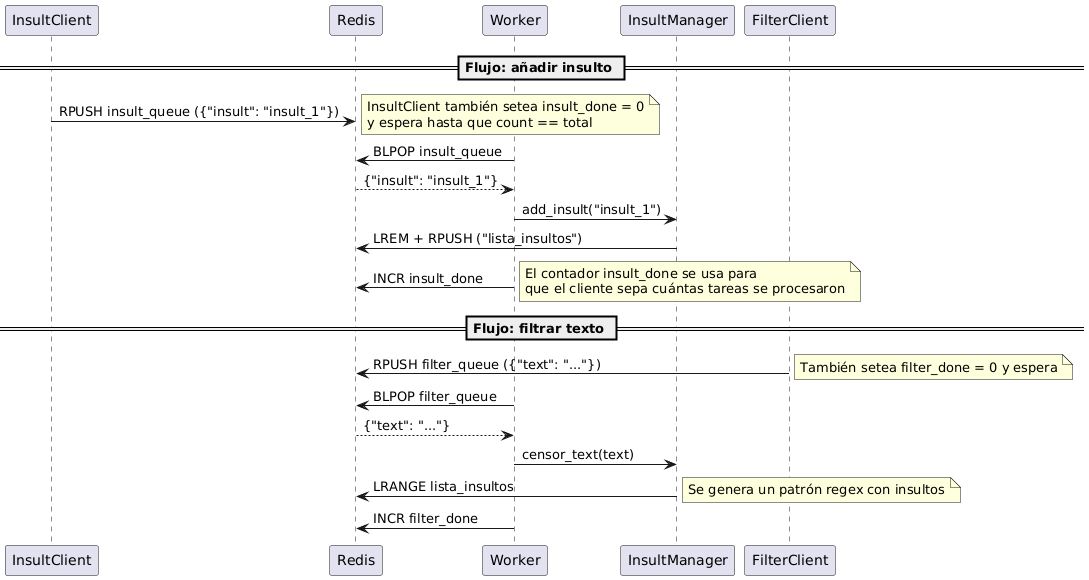 InsultClient Redis Worker InsultManager FilterClient
Flujo: añadir insulto
RPUSH insult_queue ({"insult": "insult_1"})
InsultClient también setea insult_done = 0
y espera hasta que count == total
BLPOP insult_queue
{"insult": "insult_1"}
add_insult("insult_1")
LREM + RPUSH ("lista_insultos")
INCR insult_done
El contador insult_done se usa para
que el cliente sepa cuántas tareas se procesaron
Flujo: filtrar texto
RPUSH filter_queue ({"text": "..."})
También setea filter_done = 0 y espera
BLPOP filter_queue
{"text": "..."}
censor_text(text)
LRANGE lista_insultos
Se genera un patrón regex con insultos
INCR filter_done
InsultClient Redis Worker InsultManager FilterClient